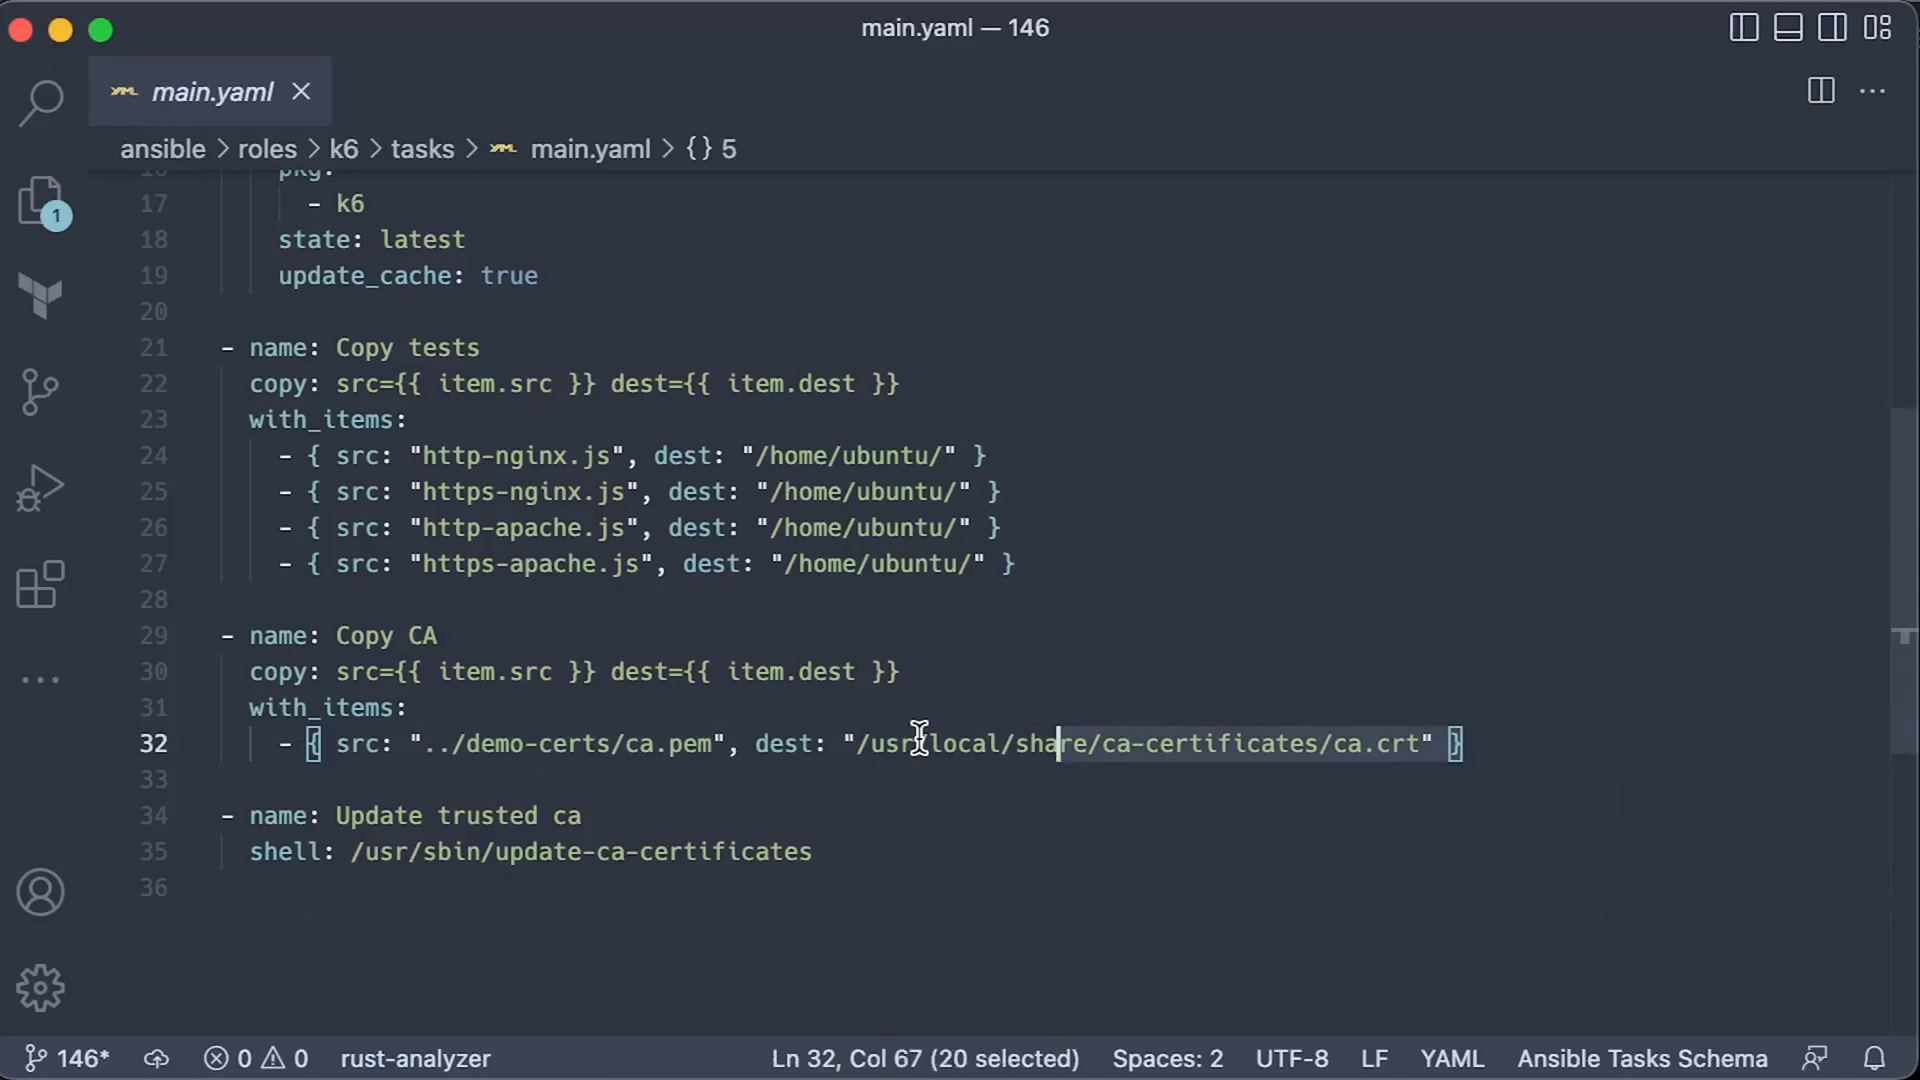 main.yaml — 146
main.yaml
ansible > roles > k6 > tasks > main.yaml > {} 5
16 pkg:
17 - k6
18 state: latest
19 update_cache: true
20
21 - name: Copy tests
22 copy: src={{ item.src }} dest={{ item.dest }}
23 with_items:
24 - { src: "http-nginx.js", dest: "/home/ubuntu/" }
25 - { src: "https-nginx.js", dest: "/home/ubuntu/" }
26 - { src: "http-apache.js", dest: "/home/ubuntu/" }
27 - { src: "https-apache.js", dest: "/home/ubuntu/" }
28
29 - name: Copy CA
30 copy: src={{ item.src }} dest={{ item.dest }}
31 with_items:
32 - { src: "../demo-certs/ca.pem", dest: "/usr/local/share/ca-certificates/ca.crt" }
33
34 - name: Update trusted ca
35 shell: /usr/sbin/update-ca-certificates
36
1
146* 0 0 rust-analyzer Ln 32, Col 67 (20 selected) Spaces: 2 UTF-8 LF YAML Ansible Tasks Schema